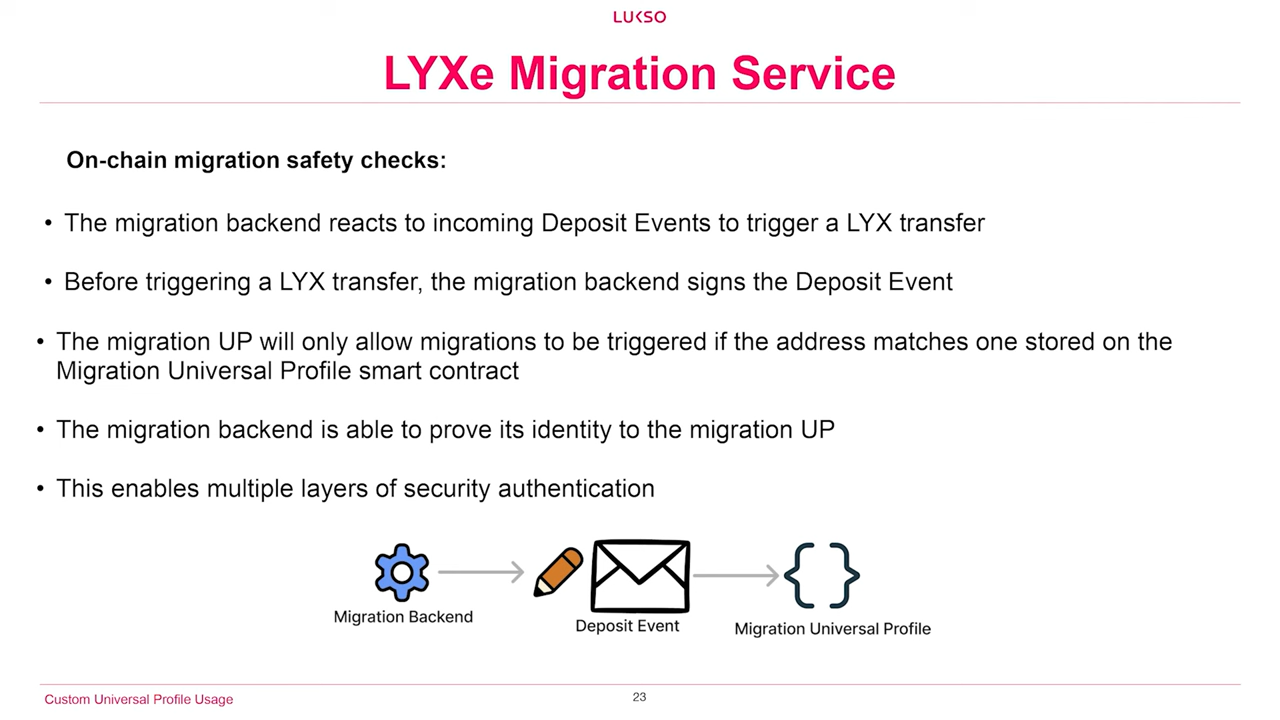 LUKSO
LYXe Migration Service
On-chain migration safety checks:
• The migration backend reacts to incoming Deposit Events to trigger a LYX transfer
• Before triggering a LYX transfer, the migration backend signs the Deposit Event
• The migration UP will only allow migrations to be triggered if the address matches one stored on the
Migration Universal Profile smart contract
• The migration backend is able to prove its identity to the migration UP
• This enables multiple layers of security authentication
Migration Backend
Deposit Event
Migration Universal Profile
Custom Universal Profile Usage
23